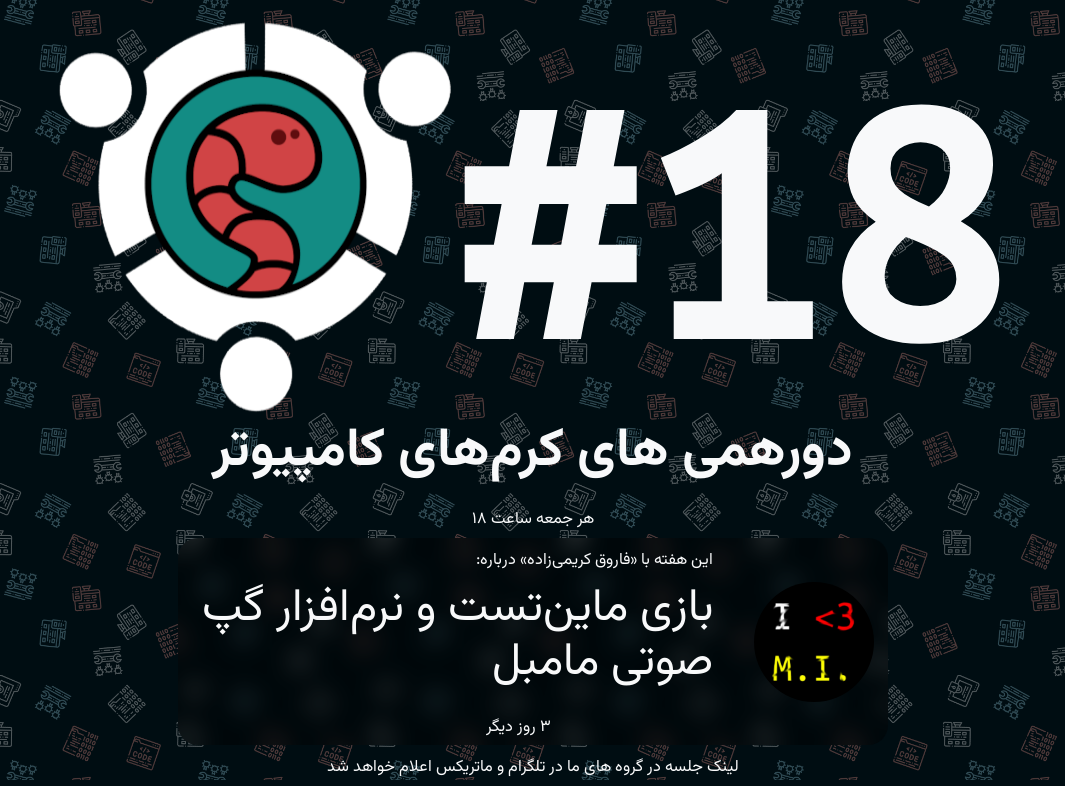 #18
دورهمی های کرم‌های کامپیوتر
هر جمعه ساعت ۱۸
این هفته با «فاروق کریمی‌زاده» درباره:
بازی ماین‌تست و نرم‌افزار گپ
صوتی مامبل
I <3
M.I.
۳ روز دیگر
لینک جلسه در گروه های ما در تلگرام و ماتریکس اعلام خواهد شد